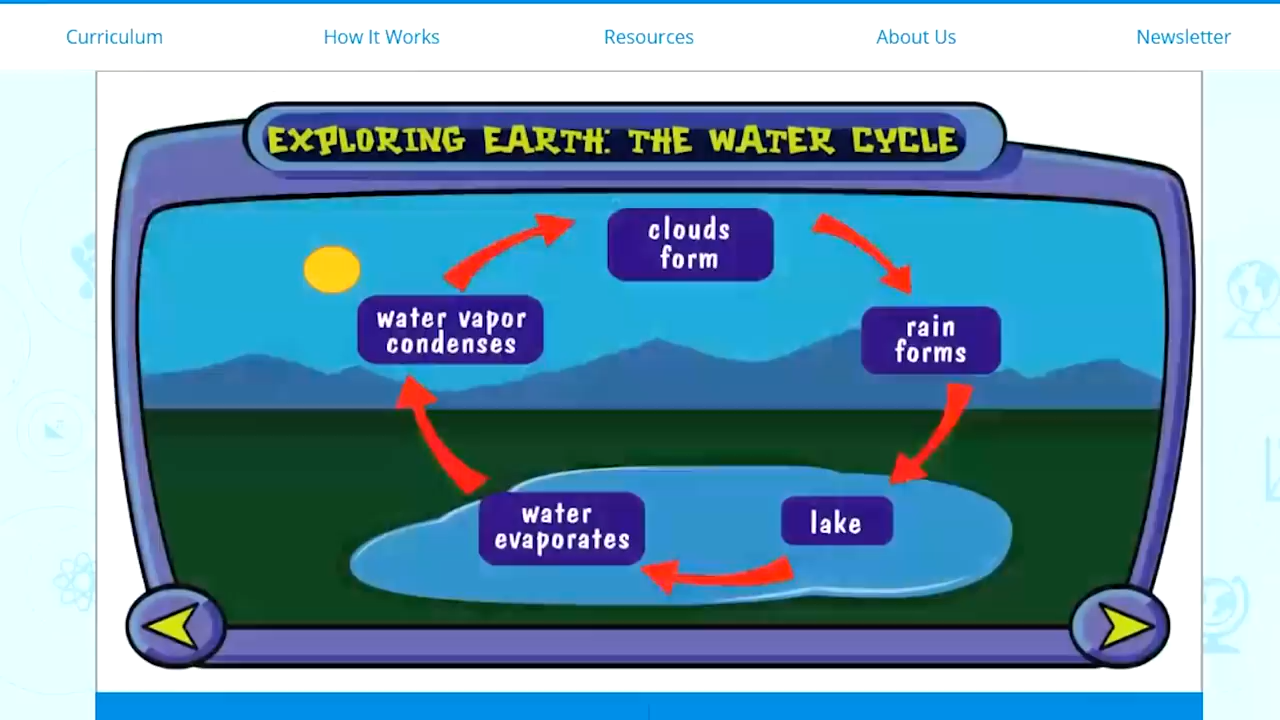 Curriculum
How It Works
Resources
About Us
Newsletter
EXPLORING EARTH: THE WATER CYCLE
clouds
form
water vapor
condenses
rain
forms
water
evaporates
lake